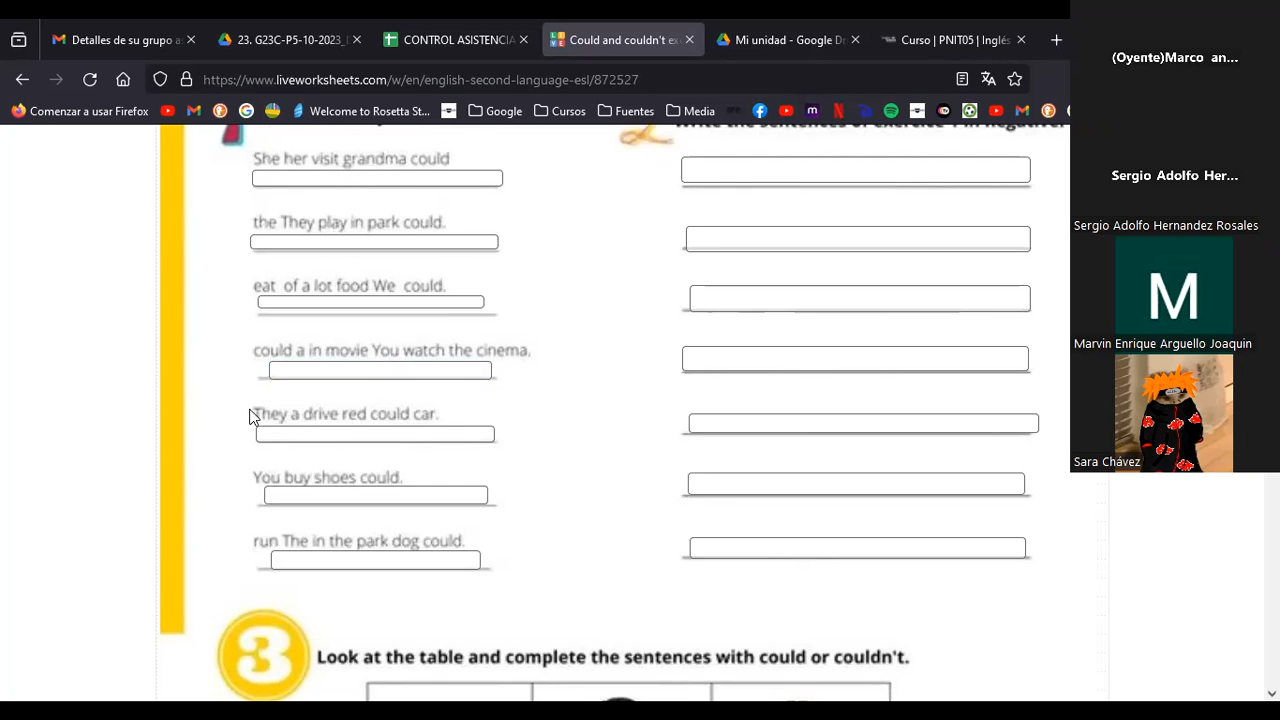 Detalles de su grupo a
23. G23C-P5-10-2023_I
CONTROL ASISTENCIA
Could and couldn't ex
Mi unidad - Google Dr
Curso | PNIT05 | Inglés
https://www.liveworksheets.com/w/en/english-second-language-esl/872527
Comenzar a usar Firefox
Welcome to Rosetta St...
Google
Cursos
Fuentes
Media
She her visit grandma could
the They play in park could.
eat of a lot food We could.
could a in movie You watch the cinema.
They a drive red could car.
You buy shoes could.
run The in the park dog could.
3
Look at the table and complete the sentences with could or couldn't.
(Oyente)Marco an...
Sergio Adolfo Her...
Sergio Adolfo Hernandez Rosales
M
Marvin Enrique Arguello Joaquin
Sara Chávez